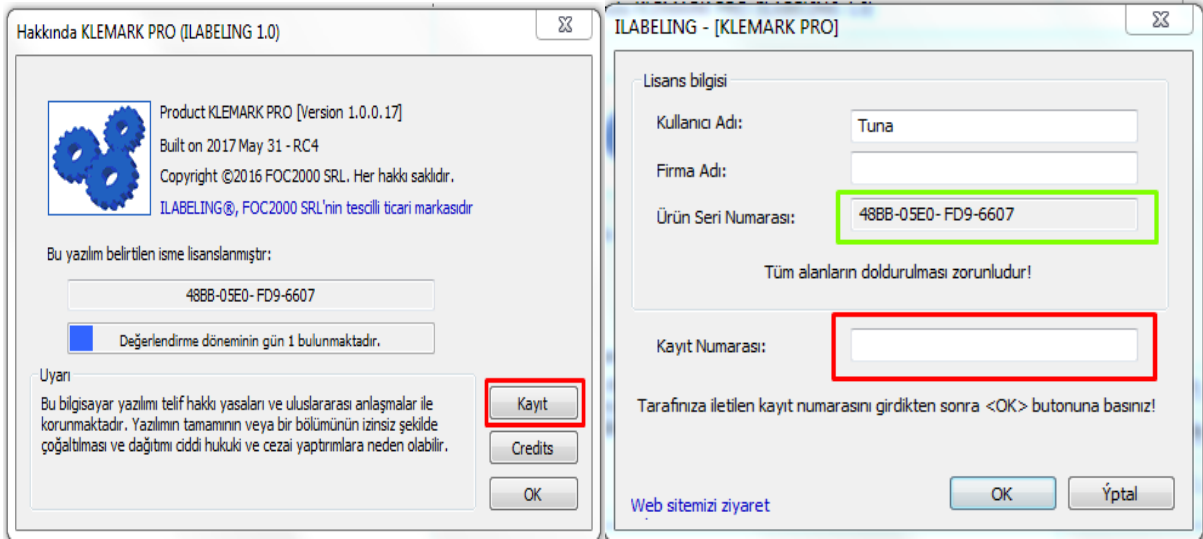 Hakkında KLEMARK PRO (ILABELING 1.0)
Product KLEMARK PRO [Version 1.0.0.17]
Built on 2017 May 31 - RC4
Copyright ©2016 FOC2000 SRL. Her hakkı saklıdır.
ILABELING®, FOC2000 SRL'nin tescilli ticari markasıdır
Bu yazılım belirtilen isme lisanslanmıştır:
48BB-05E0- FD9-6607
Değerlendirme döneminin gün 1 bulunmaktadır.
Uyarı
Bu bilgisayar yazılımı telif hakkı yasaları ve uluslararası anlaşmalar ile
korunmaktadır. Yazılımın tamamının veya bir bölümünün izinsiz şekilde
çoğaltılması ve dağıtımı ciddi hukuki ve cezai yaptırımlara neden olabilir.
Kayıt
Credits
OK
ILABELING - [KLEMARK PRO]
Lisans bilgisi
Kullanıcı Adı:
Tuna
Firma Adı:
Ürün Seri Numarası:
48BB-05E0- FD9-6607
Tüm alanların doldurulması zorunludur!
Kayıt Numarası:
Tarafınıza iletilen kayıt numarasını girdikten sonra <OK> butonuna basınız!
Web sitemizi ziyaret
OK
Ýptal